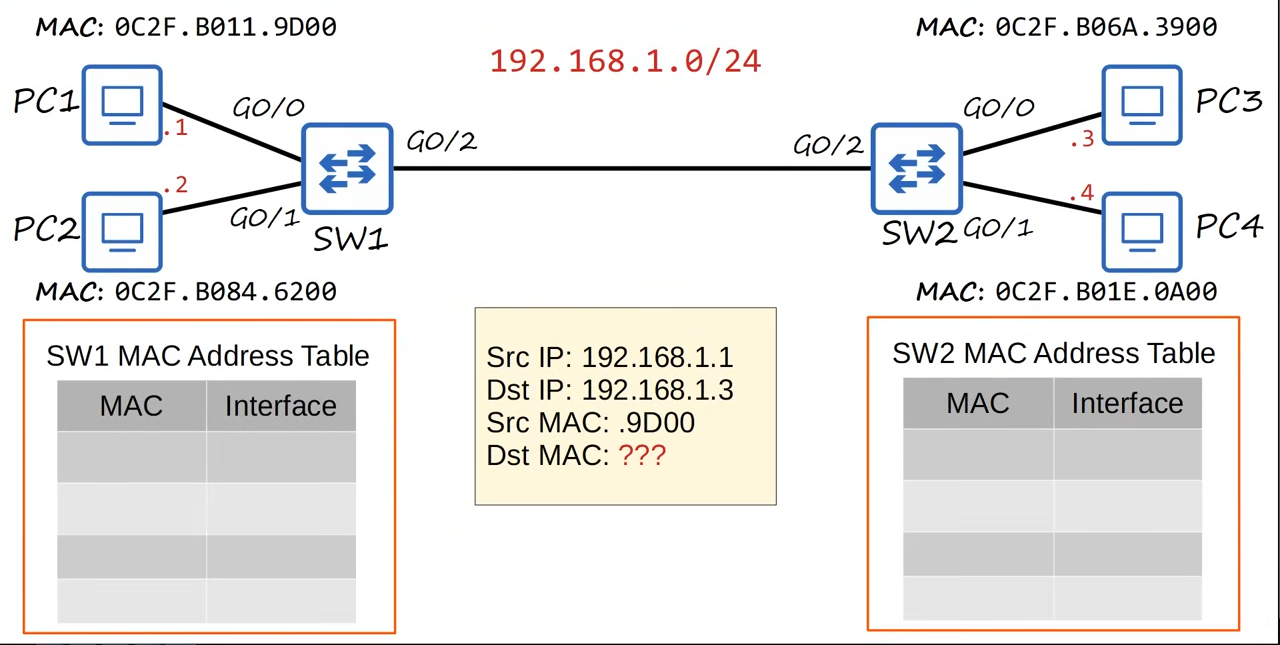 MAC: 0C2F.B011.9D00
MAC: 0C2F.B06A.3900
192.168.1.0/24
PC1
.1
G0/0
G0/2
G0/2
G0/0
.3
PC3
PC2
.2
G0/1
SW1
SW2
G0/1
.4
PC4
MAC: 0C2F.B084.6200
MAC: 0C2F.B01E.0A00
SW1 MAC Address Table
MAC Interface
Src IP: 192.168.1.1
Dst IP: 192.168.1.3
Src MAC: .9D00
Dst MAC: ???
SW2 MAC Address Table
MAC Interface